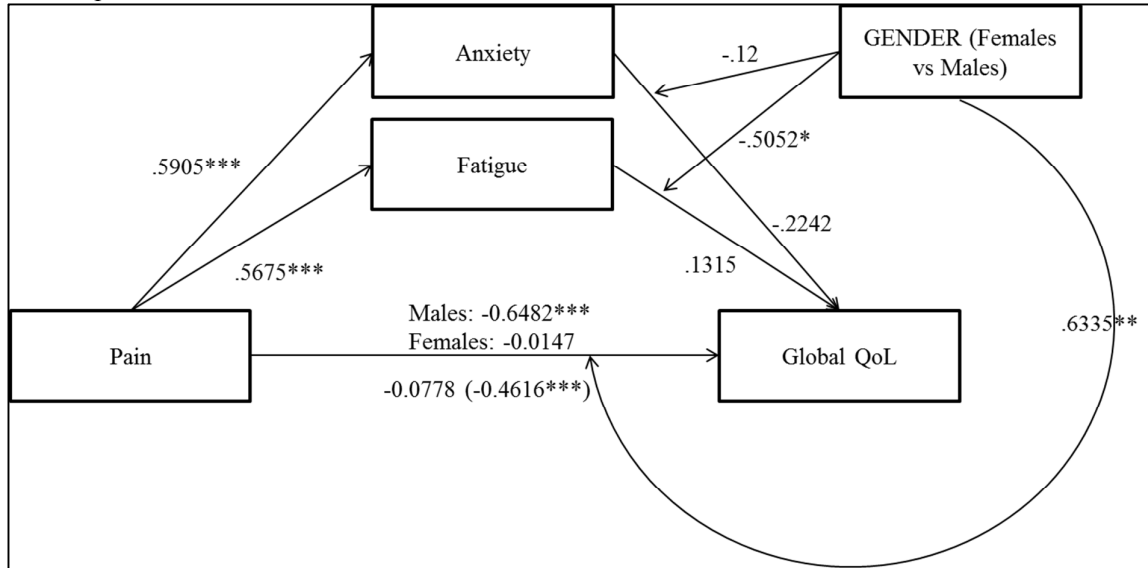 Anxiety
GENDER (Females
vs Males)
-.12
-.5052*
Fatigue
.5905***
-.2242
.5675***
.1315
Males: -0.6482***
Females: -0.0147
.6335**
Pain
Global QoL
-0.0778 (-0.4616***)